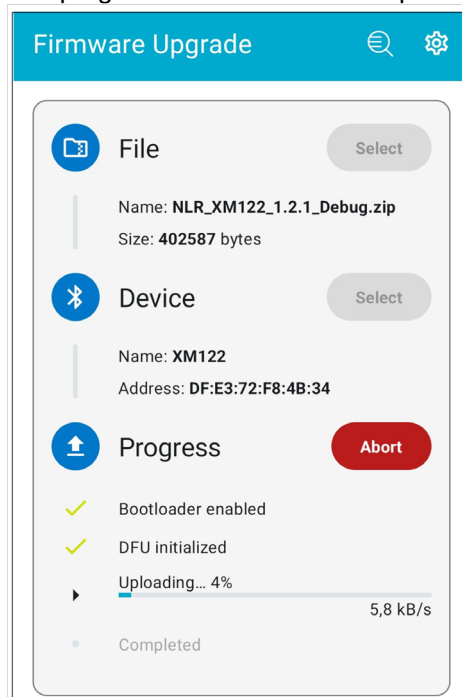 Firmware Upgrade
File
Select
Name: NLR_XM122_1.2.1_Debug.zip
Size: 402587 bytes
Device
Select
Name: XM122
Address: DF:E3:72:F8:4B:34
Progress
Abort
Bootloader enabled
DFU initialized
Uploading... 4%
5,8 kB/s
Completed